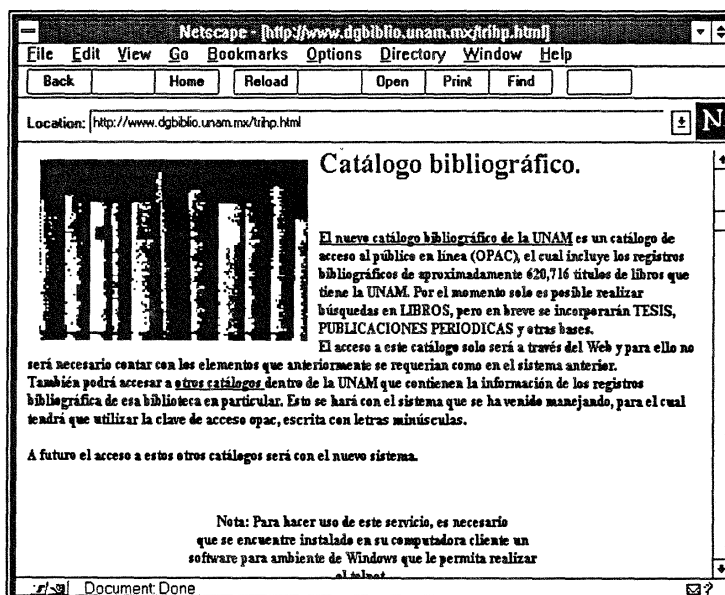 Netscape - [http://www.dgbiblio.unam.mx/trihp.html]
File Edit View Go Bookmarks Options Directory Window Help
Back Home Reload Open Print Find
Location: http://www.dgbiblio.unam.mx/trihp.html
N
Catálogo bibliográfico.
El nuevo catálogo bibliográfico de la UNAM es un catálogo de
acceso al público en línea (OPAC), el cual incluye los registros
bibliográficos de aproximadamente 620,716 títulos de libros que
tiene la UNAM. Por el momento solo es posible realizar
búsquedas en LIBROS, pero en breve se incorporarán TESIS,
PUBLICACIONES PERIODICAS y otras bases.
El acceso a este catálogo solo será a través del Web y para ello no
será necesario contar con los elementos que anteriormente se requerian como en el sistema anterior.
También podrá accesar a otros catálogos dentro de la UNAM que contienen la información de los registros
bibliográfica de esa biblioteca en particular. Esto se hará con el sistema que se ha venido manejando, para el cual
tendrá que utilizar la clave de acceso opac, escrita con letras minúsculas.
A futuro el acceso a estos otros catálogos será con el nuevo sistema.
Nota: Para hacer uso de este servicio, es necesario
que se encuentre instalado en su computadora cliente un
software para ambiente de Windows que le permita realizar
el telnet
Document: Done